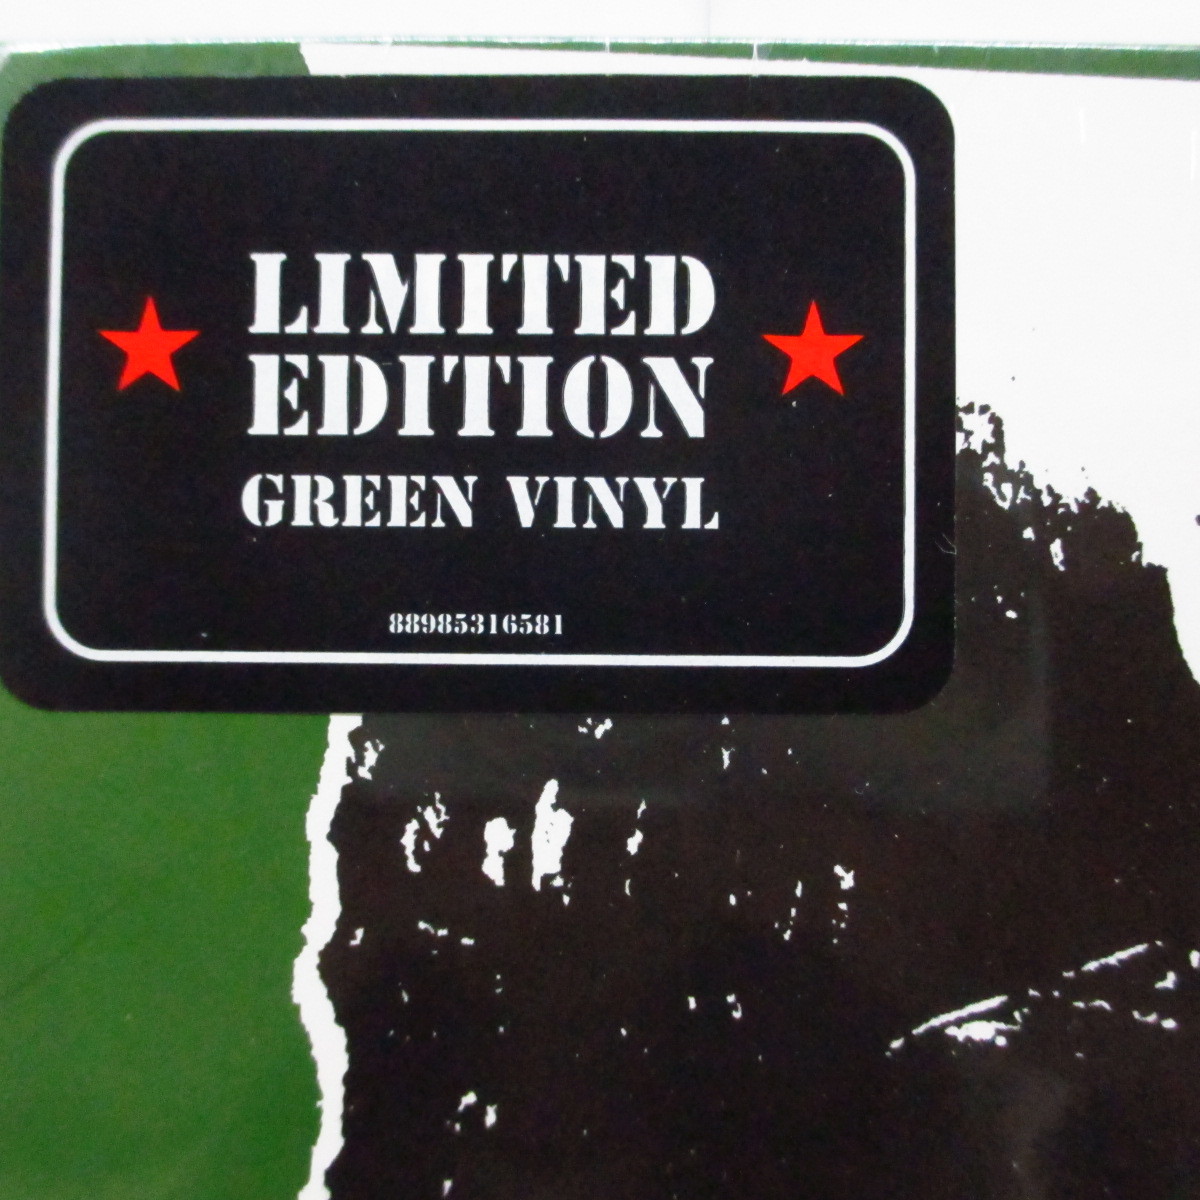 LIMITED
EDITION
GREEN VINYL
88985316581